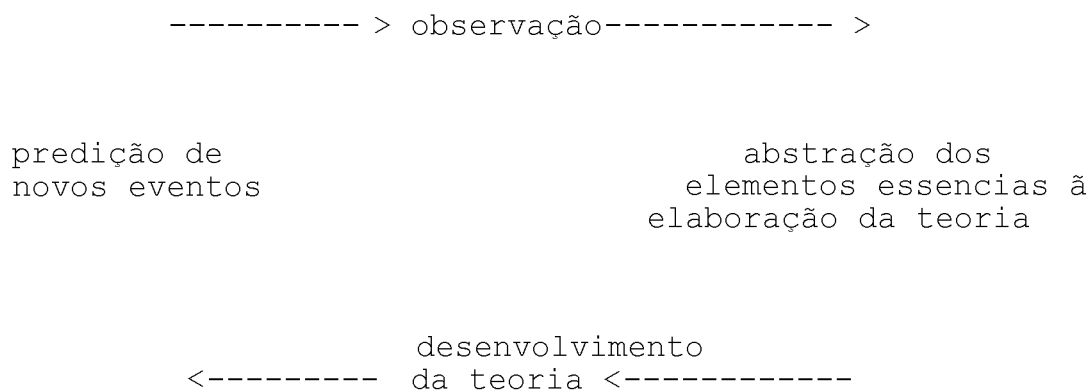 ---------- > observação------------ >
predição de
novos eventos
abstração dos
elementos essencias ã
elaboração da teoria
desenvolvimento
<--------- da teoria <------------